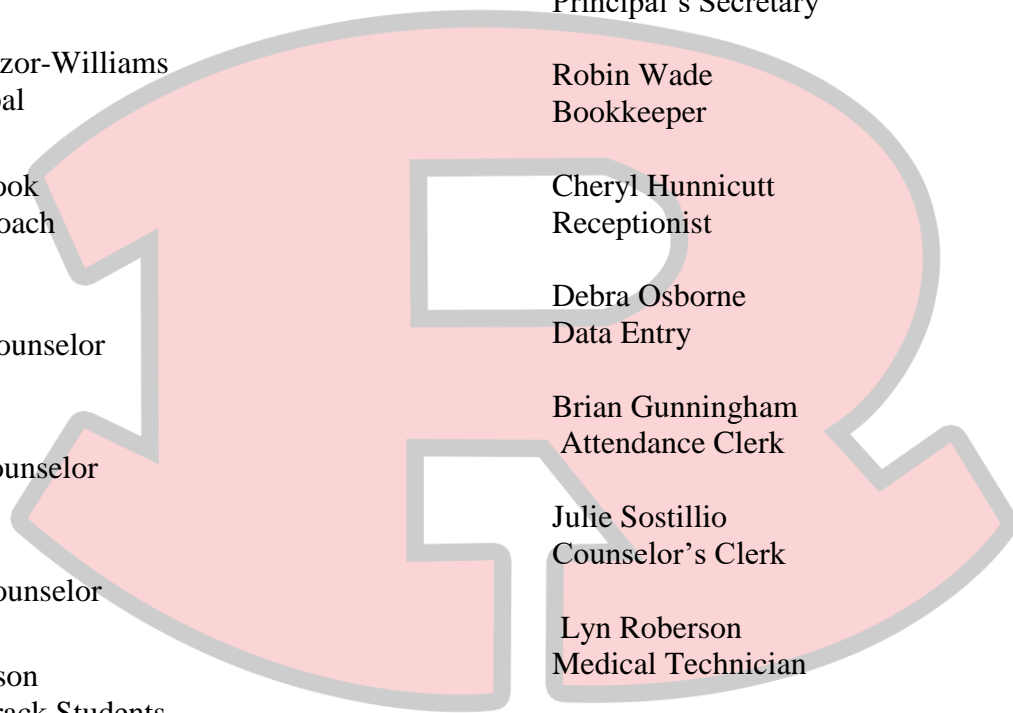 Principal's Secretary
zor-Williams
pal
ook
oach
ounselor
ounselor
ounselor
son
rack Students
Robin Wade
Bookkeeper
Cheryl Hunnicutt
Receptionist
Debra Osborne
Data Entry
Brian Gunningham
Attendance Clerk
Julie Sostillio
Counselor’s Clerk
Lyn Roberson
Medical Technician
R